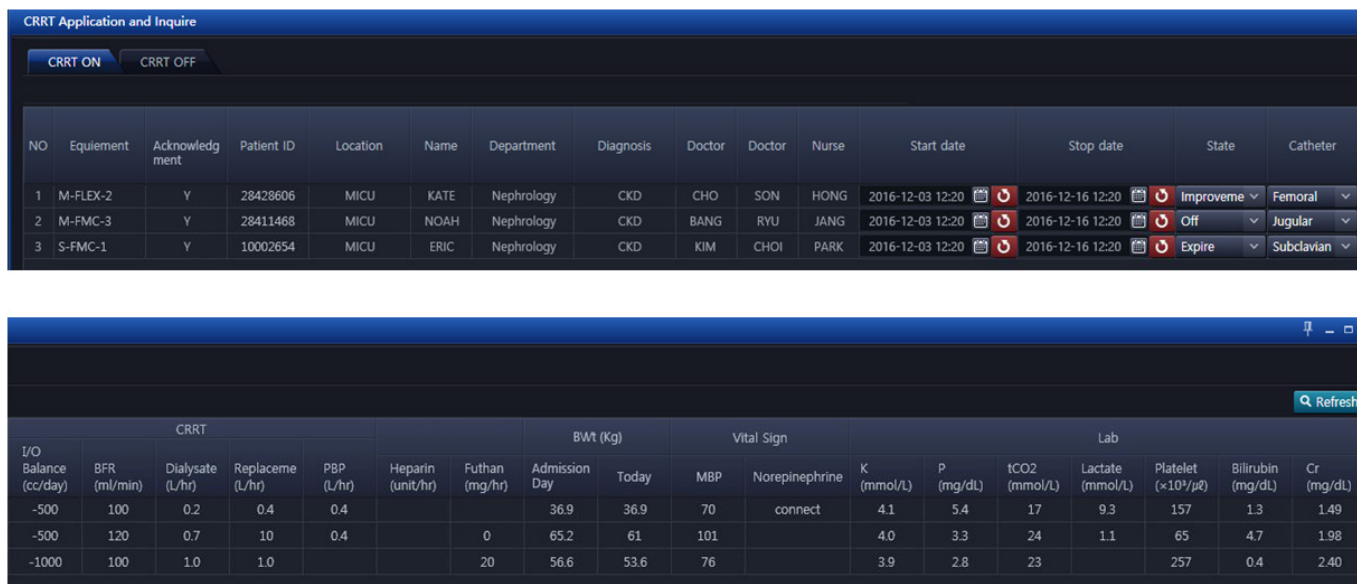 CRRT Application and Inquire
CRRT ON CRRT OFF
NO Equiement Acknowledg ment Patient ID Location Name Department Diagnosis Doctor Doctor Nurse Start date Stop date State Catheter
1 M-FLEX-2 Y 28428606 MICU KATE Nephrology CKD CHO SON HONG 2016-12-03 12:20 2016-12-16 12:20 Improveme Femoral
2 M-FMC-3 Y 28411468 MICU NOAH Nephrology CKD BANG RYU JANG 2016-12-03 12:20 2016-12-16 12:20 Off Jugular
3 S-FMC-1 Y 10002654 MICU ERIC Nephrology CKD KIM CHOI PARK 2016-12-03 12:20 2016-12-16 12:20 Expire Subclavian
Refresh
CRRT BWt (Kg) Vital Sign Lab
I/O Balance (cc/day) BFR (ml/min) Dialysate (L/hr) Replaceme (L/hr) PBP (L/hr) Heparin (unit/hr) Futhan (mg/hr) Admission Day Today MBP Norepinephrine K (mmol/L) P (mg/dL) tCO2 (mmol/L) Lactate (mmol/L) Platelet (×10³/μℓ) Bilirubin (mg/dL) Cr (mg/dL)
-500 100 0.2 0.4 0.4 36.9 36.9 70 connect 4.1 5.4 17 9.3 157 1.3 1.49
-500 120 0.7 10 0.4 0 65.2 61 101 4.0 3.3 24 1.1 65 4.7 1.98
-1000 100 1.0 1.0 20 56.6 53.6 76 3.9 2.8 23 257 0.4 2.40